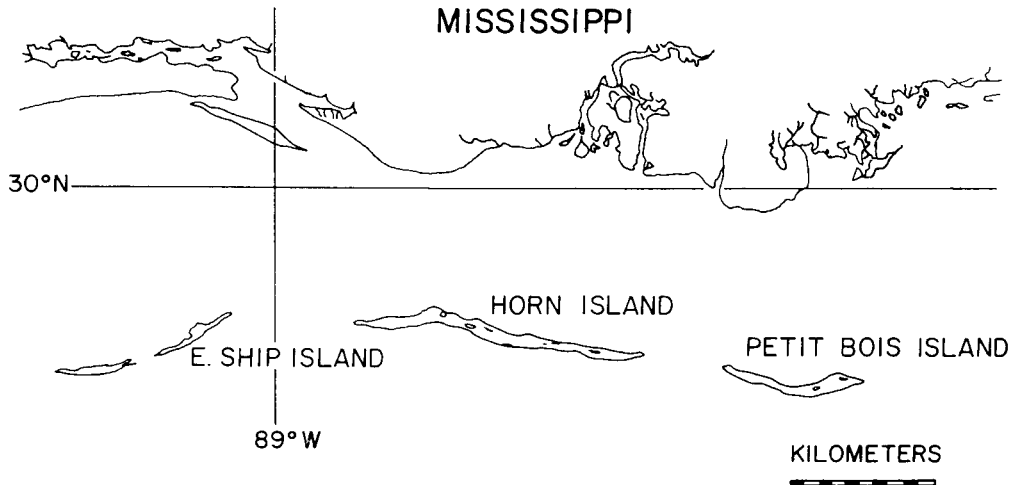 MISSISSIPPI
30°N
HORN ISLAND
E. SHIP ISLAND
PETIT BOIS ISLAND
89°W
KILOMETERS